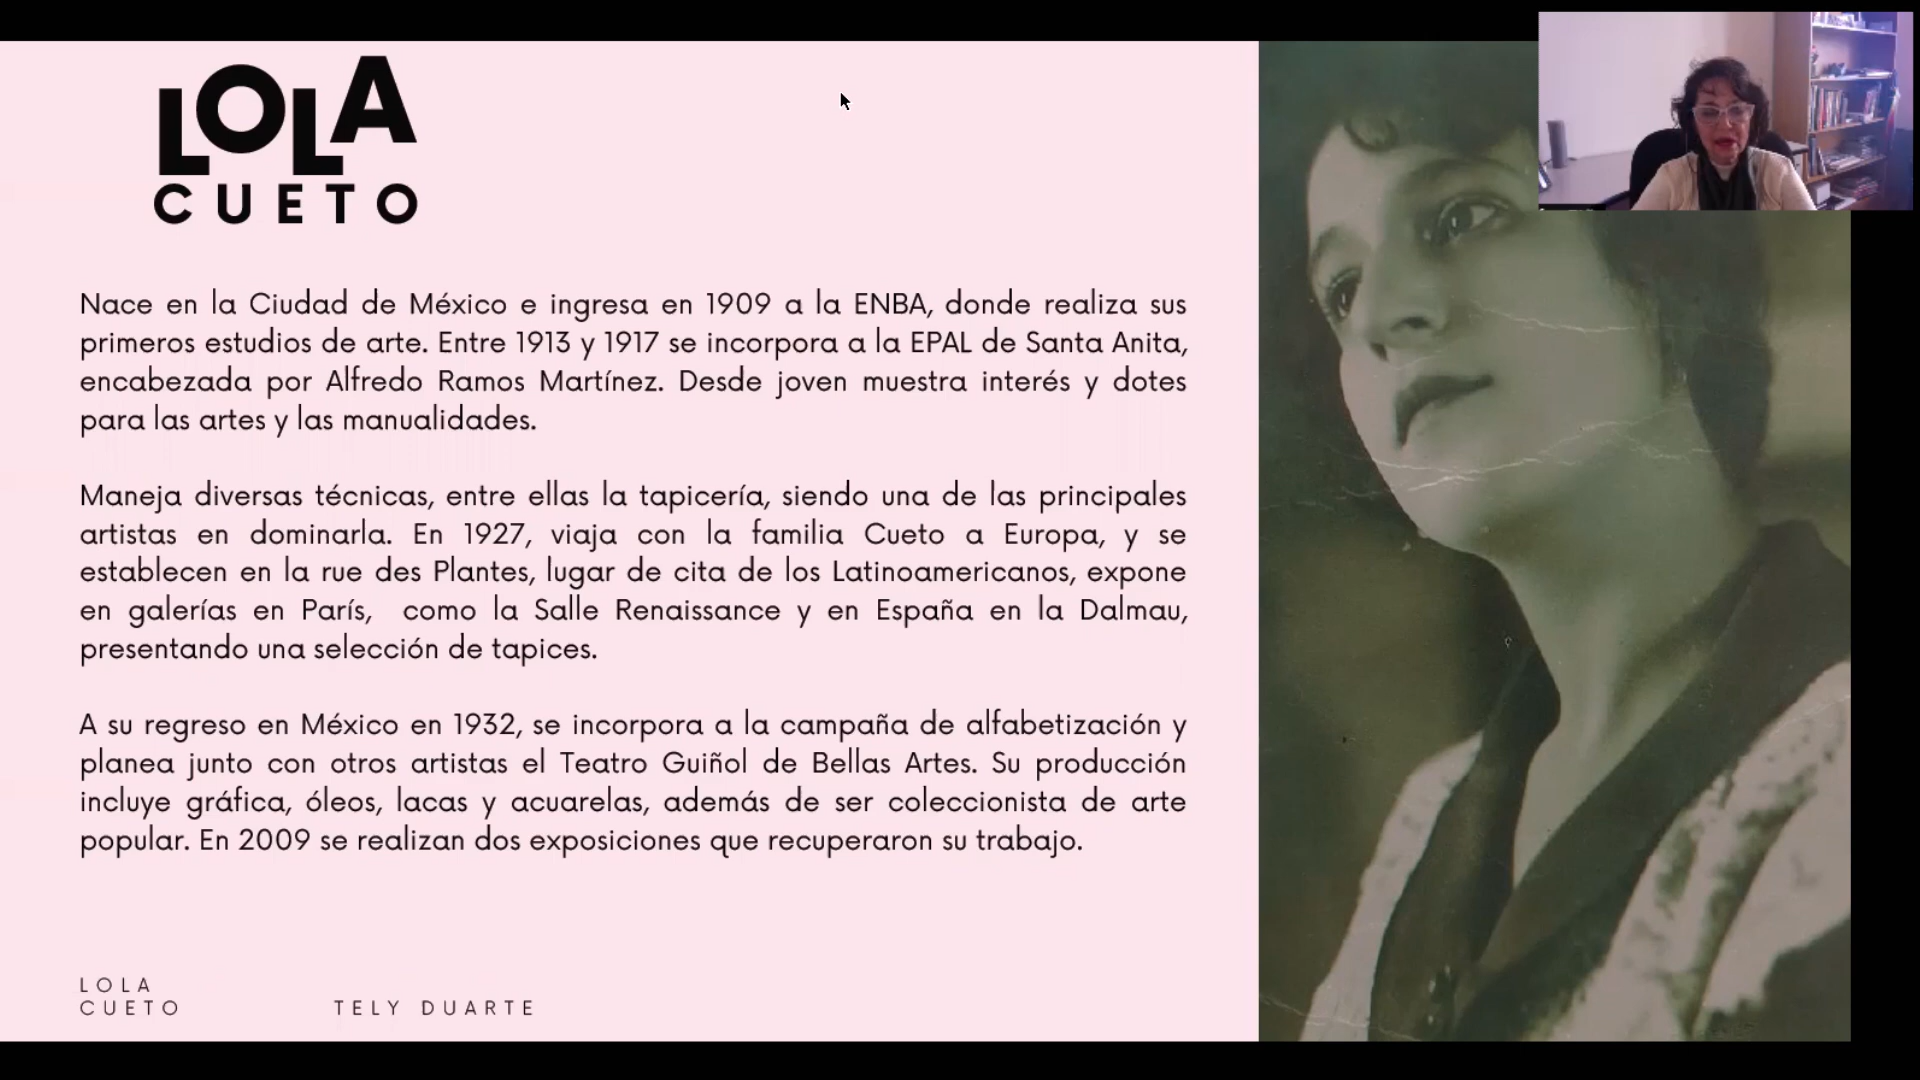 LOLA
CUETO
Nace en la Ciudad de México e ingresa en 1909 a la ENBA, donde realiza sus
primeros estudios de arte. Entre 1913 y 1917 se incorpora a la EPAL de Santa Anita,
encabezada por Alfredo Ramos Martínez. Desde joven muestra interés y dotes
para las artes y las manualidades.
Maneja diversas técnicas, entre ellas la tapicería, siendo una de las principales
artistas en dominarla. En 1927, viaja con la familia Cueto a Europa, y se
establecen en la rue des Plantes, lugar de cita de los Latinoamericanos, expone
en galerías en París, como la Salle Renaissance y en España en la Dalmau,
presentando una selección de tapices.
A su regreso en México en 1932, se incorpora a la campaña de alfabetización y
planea junto con otros artistas el Teatro Guiñol de Bellas Artes. Su producción
incluye gráfica, óleos, lacas y acuarelas, además de ser coleccionista de arte
popular. En 2009 se realizan dos exposiciones que recuperaron su trabajo.
LOLA
CUETO
TELY DUARTE